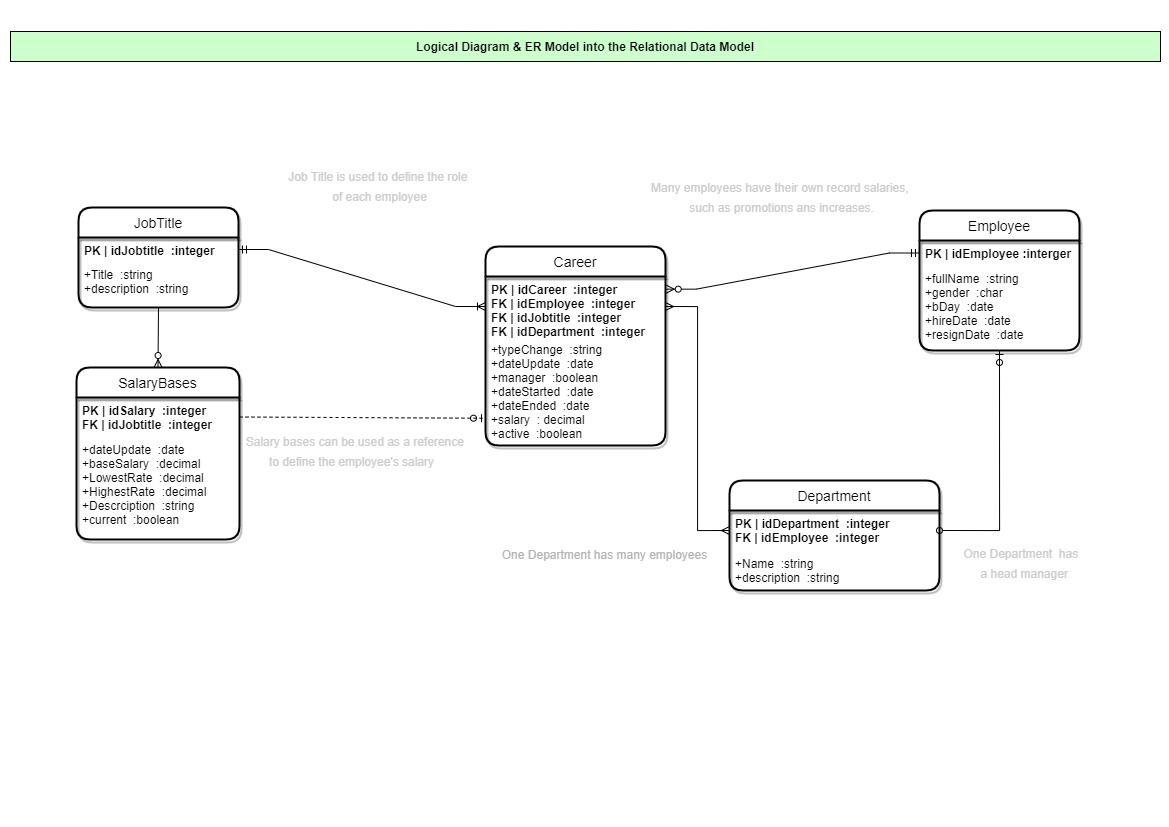 Logical Diagram & ER Model into the Relational Data Model
Job Title is used to define the role
of each employee
Many employees have their own record salaries,
such as promotions ans increases.
JobTitle
PK | idJobtitle :integer
+Title :string
+description :string
Career
PK | idCareer :integer
FK | idEmployee :integer
FK | idJobtitle :integer
FK | idDepartment :integer
+typeChange :string
+dateUpdate :date
+manager :boolean
+dateStarted :date
+dateEnded :date
+salary : decimal
+active :boolean
Employee
PK | idEmployee :interger
+fullName :string
+gender :char
+bDay :date
+hireDate :date
+resignDate :date
SalaryBases
PK | idSalary :integer
FK | idJobtitle :integer
+dateUpdate :date
+baseSalary :decimal
+LowestRate :decimal
+HighestRate :decimal
+Descrciption :string
+current :boolean
Salary bases can be used as a reference
to define the employee's salary
Department
PK | idDepartment :integer
FK | idEmployee :integer
+Name :string
+description :string
One Department has many employees
One Department has
a head manager